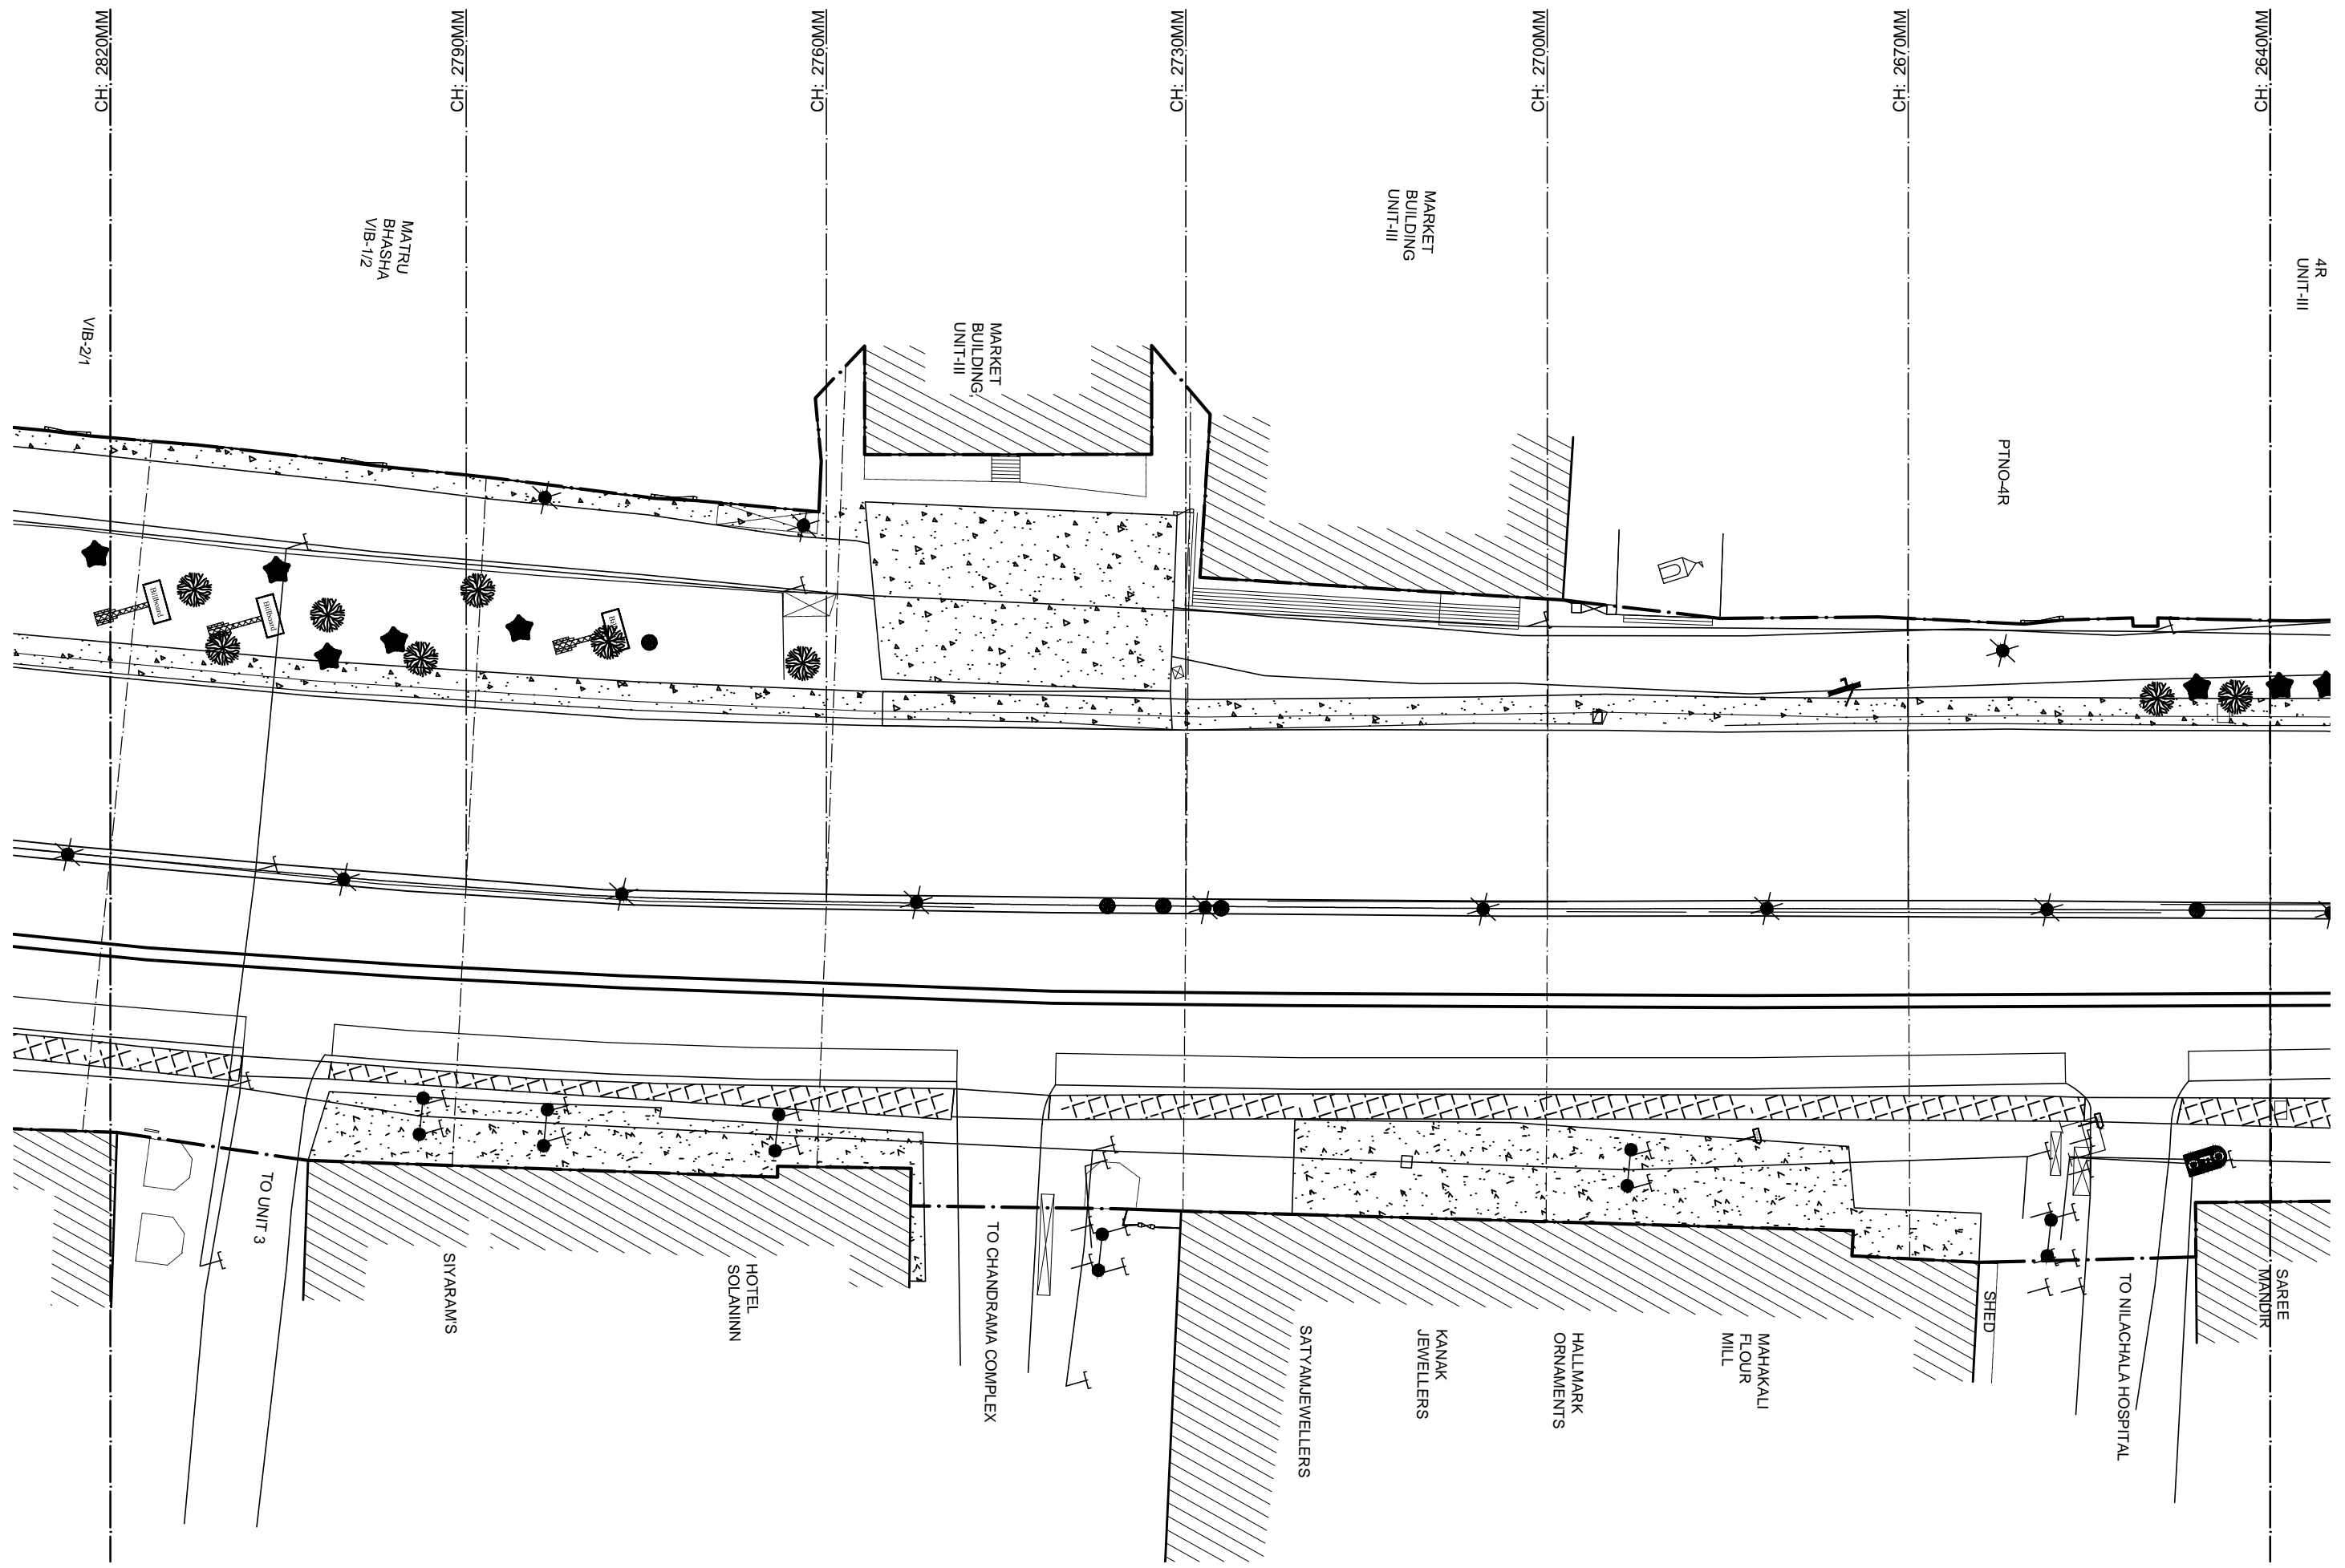 CH: 2820MM
CH: 2790MM
CH: 2760MM
CH: 2730MM
CH: 2700MM
CH: 2670MM
CH: 2640MM
MATRU
BHASHA
VIB-1/2
VIB-2/1
MARKET
BUILDING,
UNIT-III
MARKET
BUILDING
UNIT-III
4R
UNIT-III
PTNO-4R
Billboard
Billboard
TO UNIT 3
SIYARAM'S
HOTEL
SOLANINN
TO CHANDRAMA COMPLEX
SATYAMJEWELLERS
KANAK
JEWELLERS
HALLMARK
ORNAMENTS
MAHAKALI
FLOUR
MILL
SHED
TO NILACHALA HOSPITAL
SAREE
MANDIR